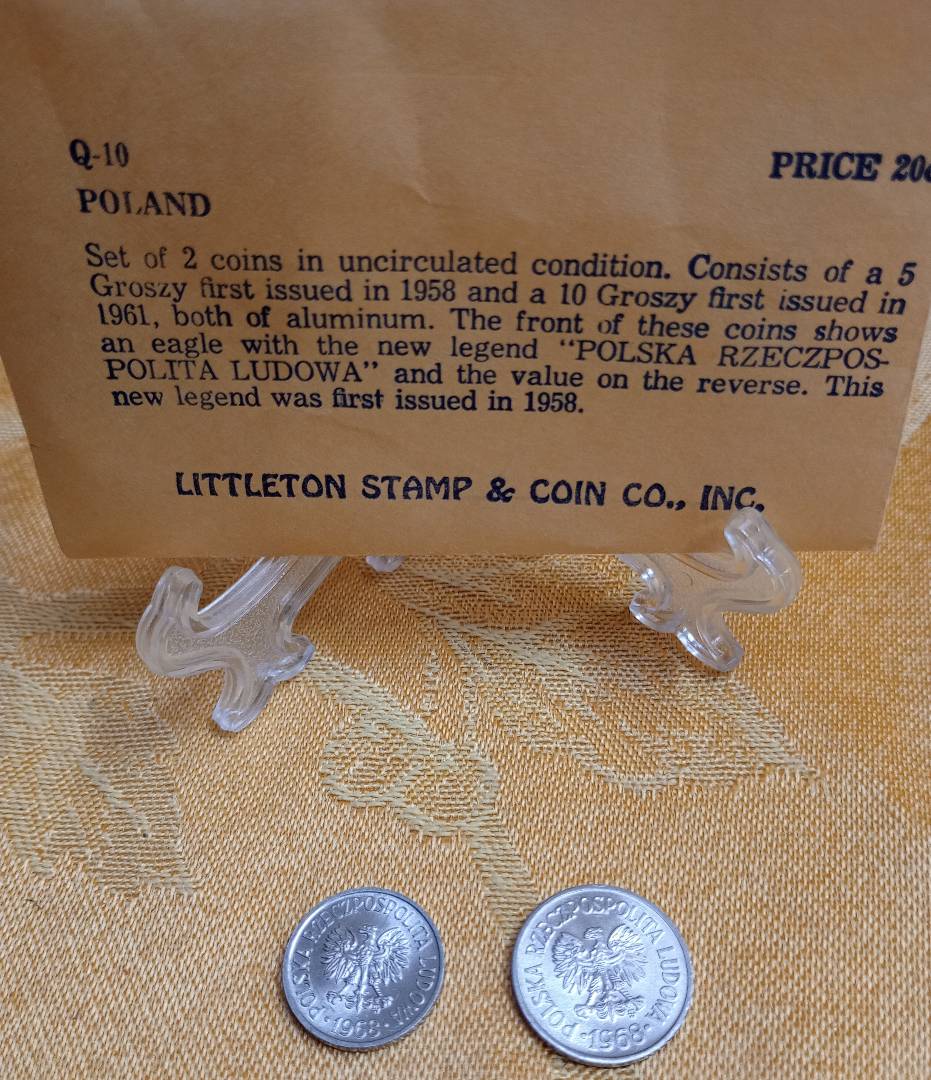 Q-10
PRICE 20¢
POLAND
Set of 2 coins in uncirculated condition. Consists of a 5
Groszy first issued in 1958 and a 10 Groszy first issued in
1961, both of aluminum. The front of these coins shows
an eagle with the new legend “POLSKA RZECZPOS-
POLITA LUDOWA” and the value on the reverse. This
new legend was first issued in 1958.
LITTLETON STAMP & COIN CO., INC.
POLSKA RZECZPOSPOLITA LUDOWA
POLSKA RZECZPOSPOLITA LUDOWA
·1968·